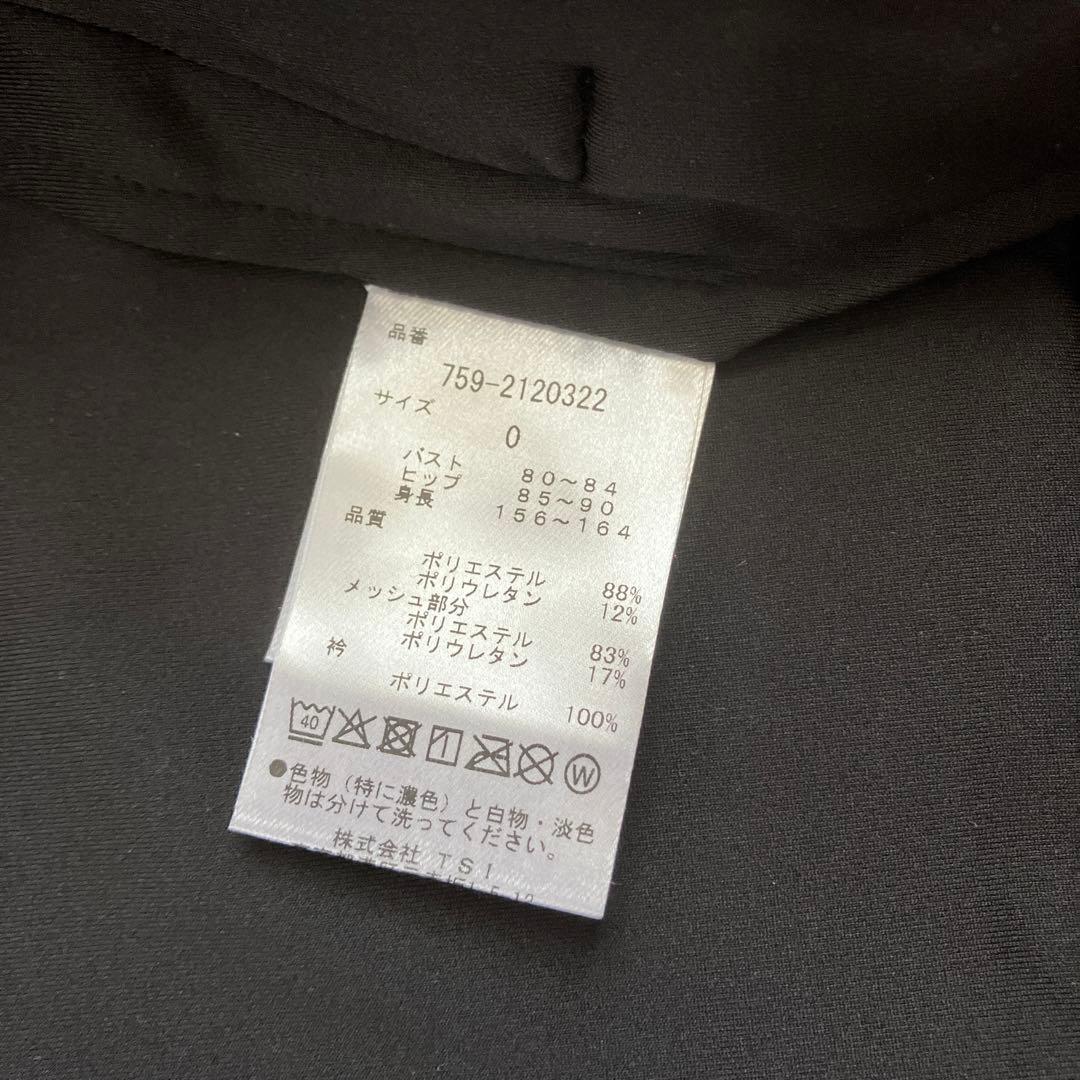 品番
759-2120322
サイズ
0
バスト 80～84
ヒップ 85～90
身長 156～164
品質
ポリエステル 88%
ポリウレタン 12%
メッシュ部分
ポリエステル 83%
ポリウレタン 17%
衿
ポリエステル 100%
40
W
●色物（特に濃色）と白物・淡色
物は分けて洗ってください。
株式会社 TSI